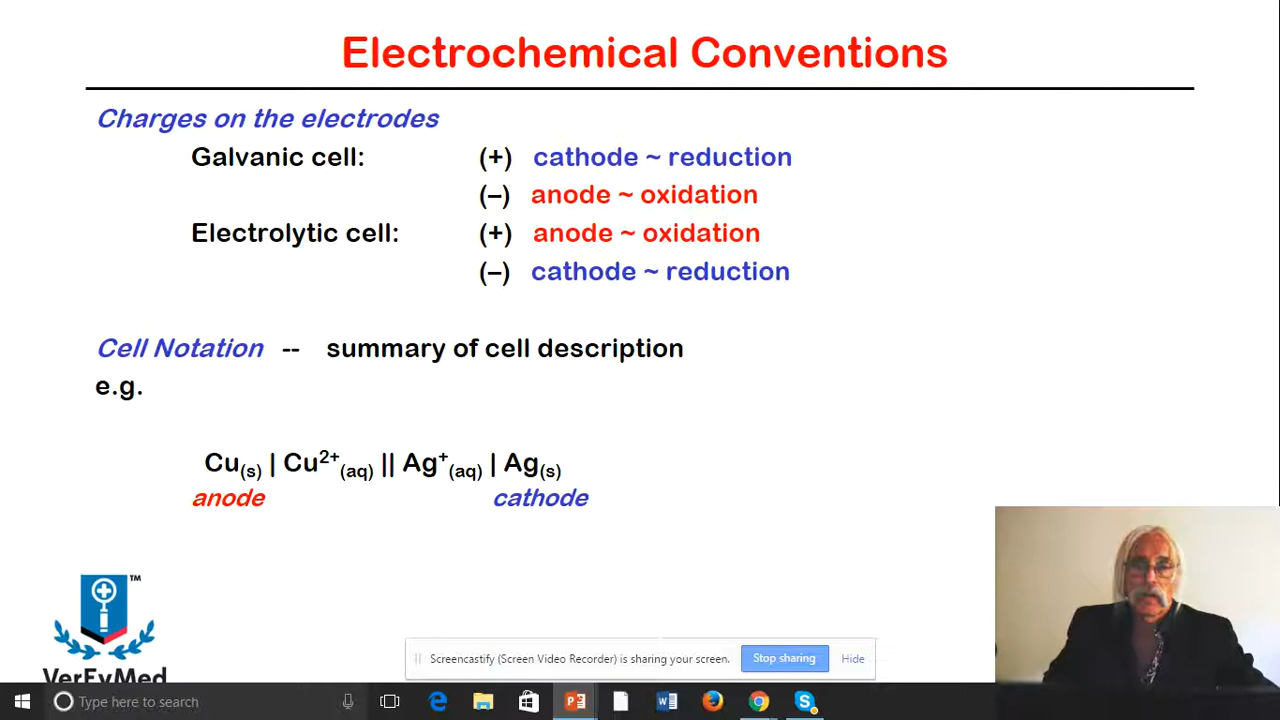 Electrochemical Conventions
Charges on the electrodes
Galvanic cell: (+) cathode ~ reduction
(–) anode ~ oxidation
Electrolytic cell: (+) anode ~ oxidation
(–) cathode ~ reduction
Cell Notation -- summary of cell description
e.g.
Cu(s) | Cu²⁺(aq) || Ag⁺(aq) | Ag(s)
anode cathode
TM
VerEvMed
Screencastify (Screen Video Recorder) is sharing your screen. Stop sharing Hide
Type here to search